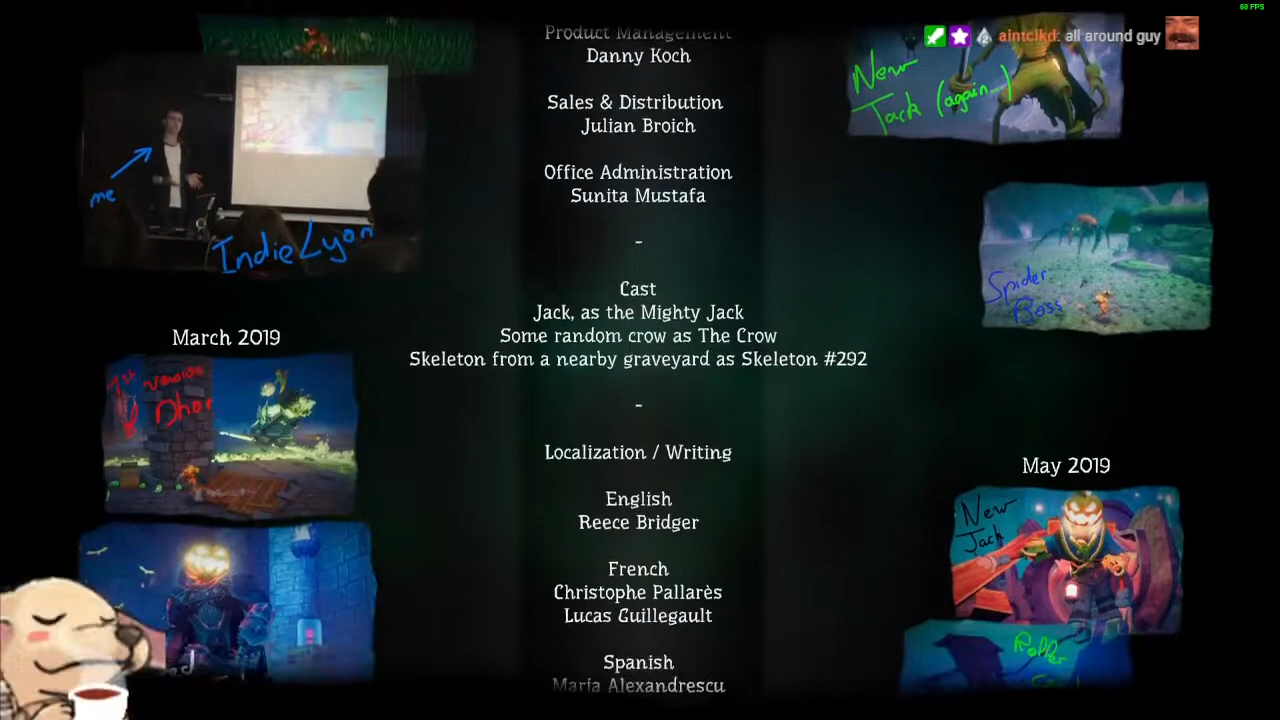 60 FPS
Product Management
Danny Koch
aintclkd: all around guy
New
Jack (again...)
Sales & Distribution
Julian Broich
Office Administration
Sunita Mustafa
me
IndieLyon
-
Spider
Boss
Cast
Jack, as the Mighty Jack
Some random crow as The Crow
Skeleton from a nearby graveyard as Skeleton #292
March 2019
1st version
Dhor
-
Localization / Writing
May 2019
English
Reece Bridger
New
Jack
French
Christophe Pallarès
Lucas Guillegault
Spanish
Maria Alexandrescu